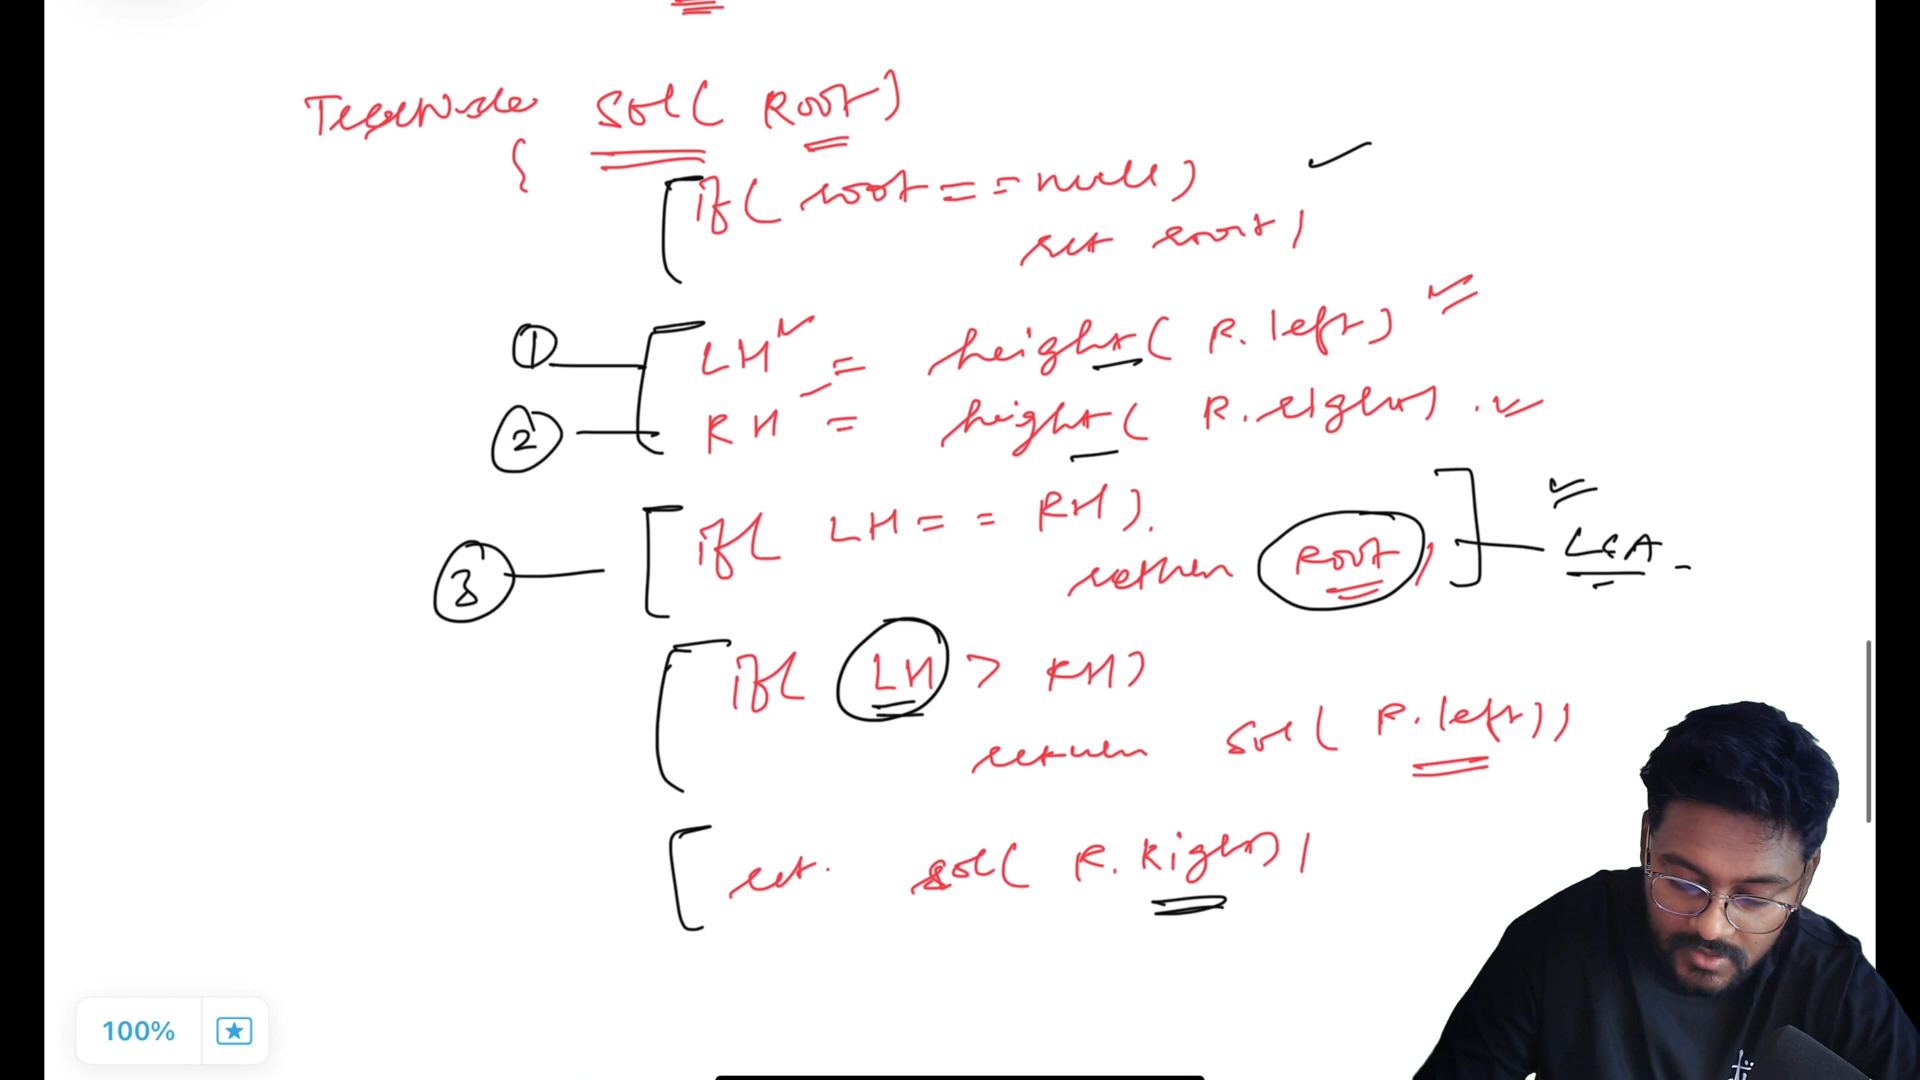 TreeNode sol( Root)
{
if( root == null)
ret root;
① LH = height( R.left)
② RH = height( R.right).
③ if( LH == RH).
return Root; LCA -
if( LH > RH)
return sol( R.left));
ret. sol( R.Right);
100%